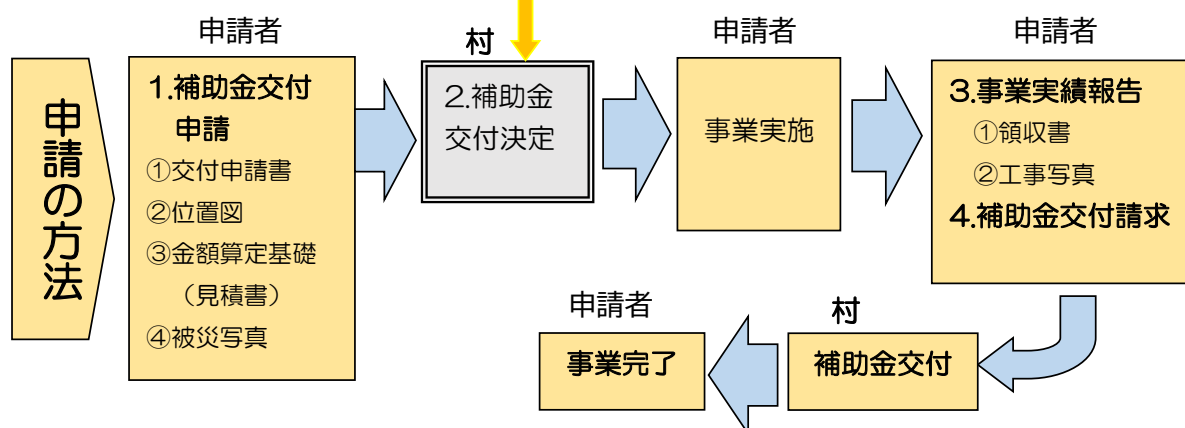 申請の方法
申請者
1.補助金交付
申請
①交付申請書
②位置図
③金額算定基礎
（見積書）
④被災写真
村
2.補助金
交付決定
申請者
事業実施
申請者
3.事業実績報告
①領収書
②工事写真
4.補助金交付請求
村
補助金交付
申請者
事業完了